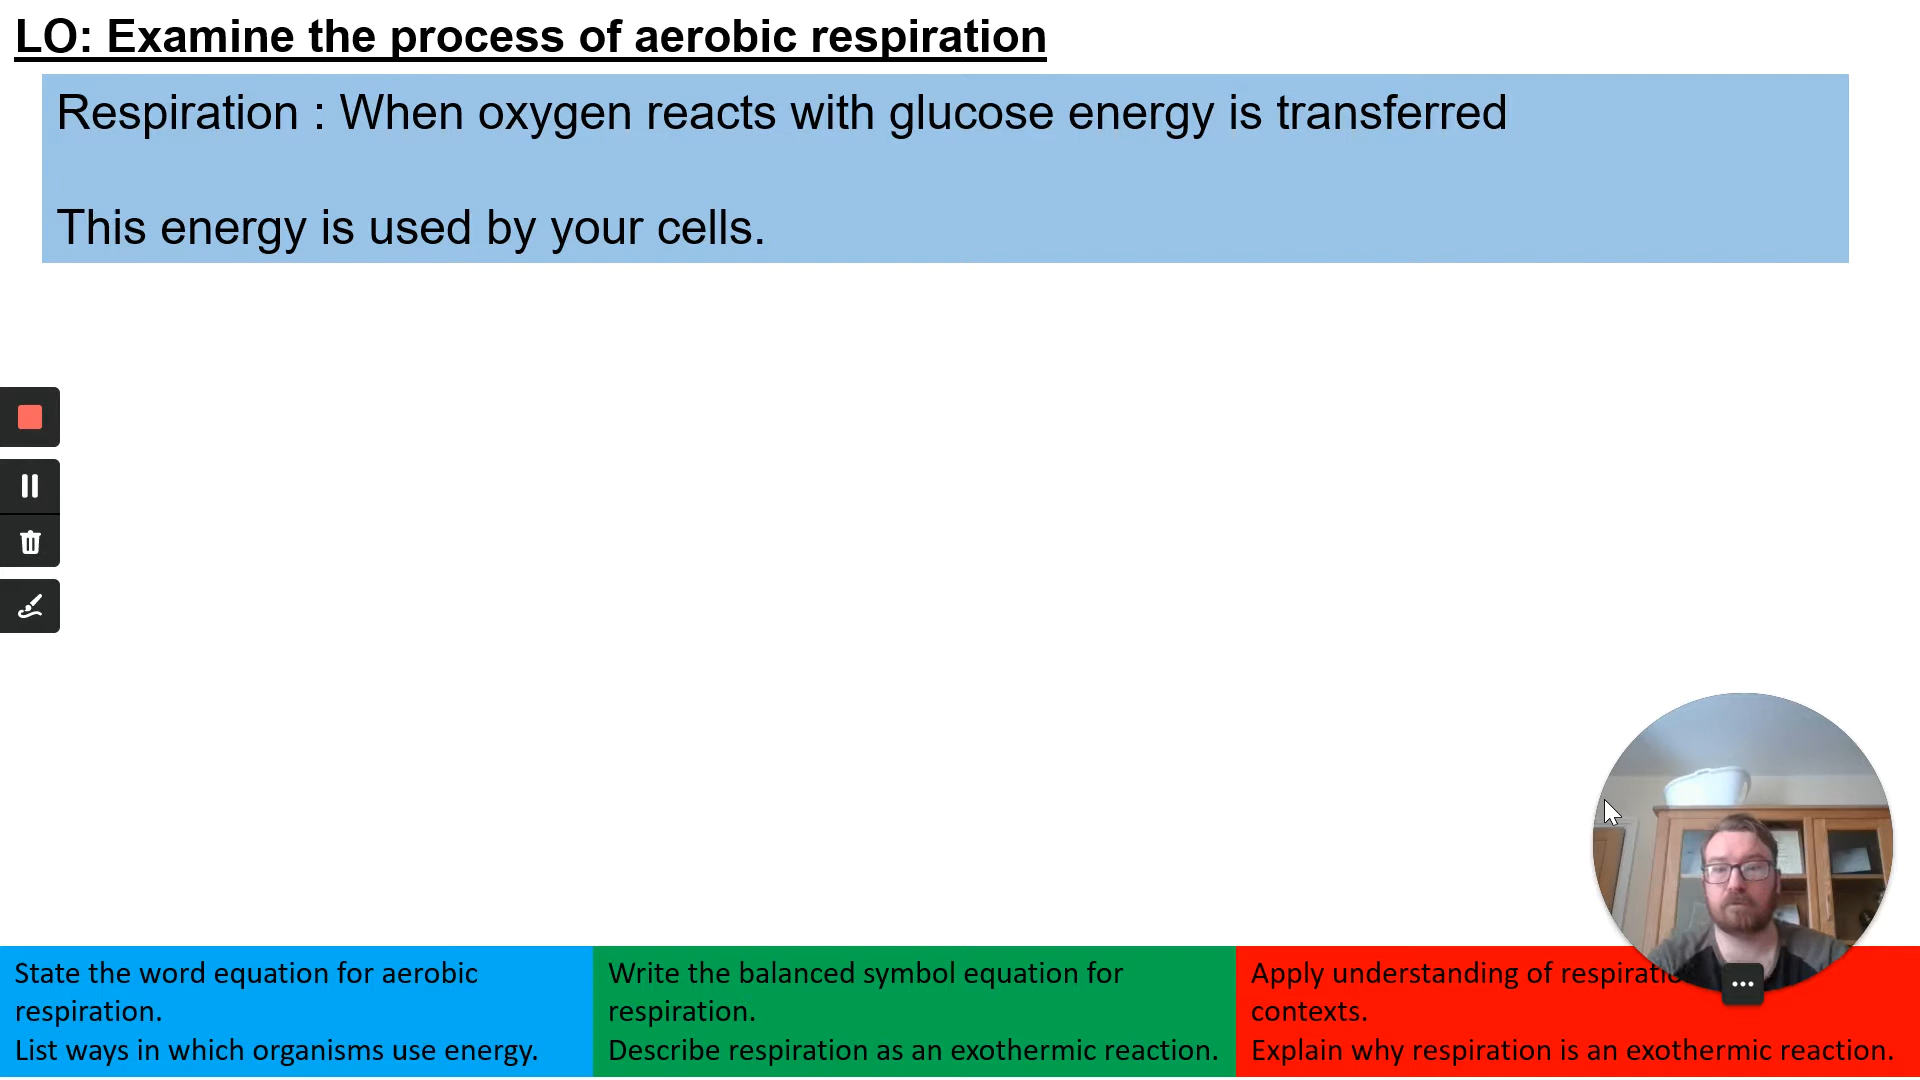 LO: Examine the process of aerobic respiration
Respiration : When oxygen reacts with glucose energy is transferred
This energy is used by your cells.
State the word equation for aerobic
respiration.
List ways in which organisms use energy.
Write the balanced symbol equation for
respiration.
Describe respiration as an exothermic reaction.
Apply understanding of
contexts.
Explain why respiration is an exothermic reaction.